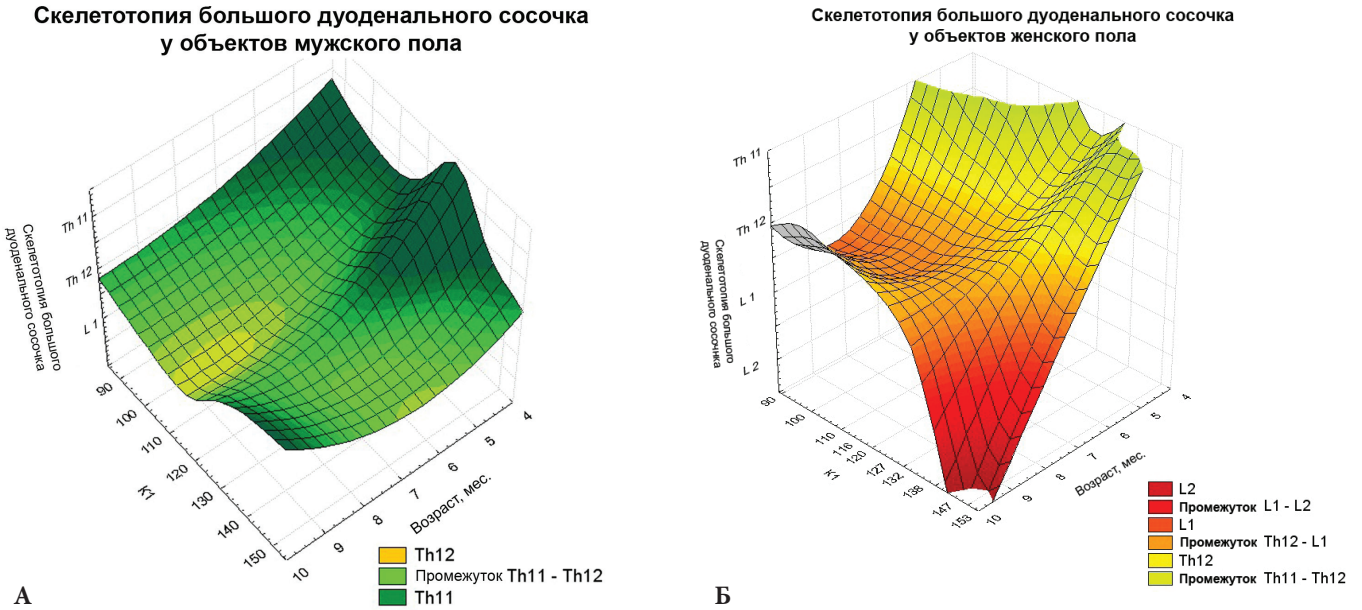 Скелетотопия большого дуоденального сосочка
у объектов мужского пола
Скелетотопия большого
дуоденального сосочка
Th 11
Th 12
L 1
90
100
110
120
130
140
150
К1
10
9
8
7
6
5
4
Возраст, мес.
Th12
Промежуток Th11 - Th12
Th11
А
Скелетотопия большого дуоденального сосочка
у объектов женского пола
Скелетотопия большого
дуоденального сосочка
Th 11
Th 12
L 1
L 2
90
100
110
116
120
127
132
138
147
153
К1
10
9
8
7
6
5
4
Возраст, мес.
L2
Промежуток L1 - L2
L1
Промежуток Th12 - L1
Th12
Промежуток Th11 - Th12
Б